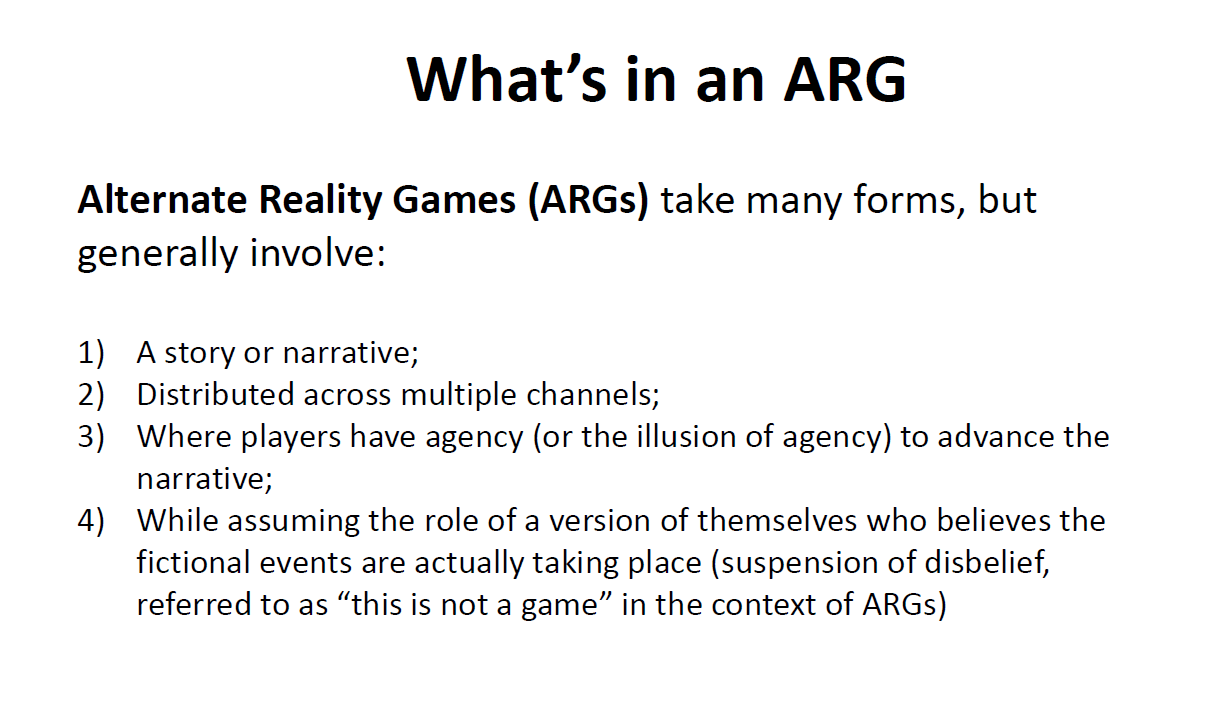 What’s in an ARG
Alternate Reality Games (ARGs) take many forms, but
generally involve:
1) A story or narrative;
2) Distributed across multiple channels;
3) Where players have agency (or the illusion of agency) to advance the
narrative;
4) While assuming the role of a version of themselves who believes the
fictional events are actually taking place (suspension of disbelief,
referred to as “this is not a game” in the context of ARGs)